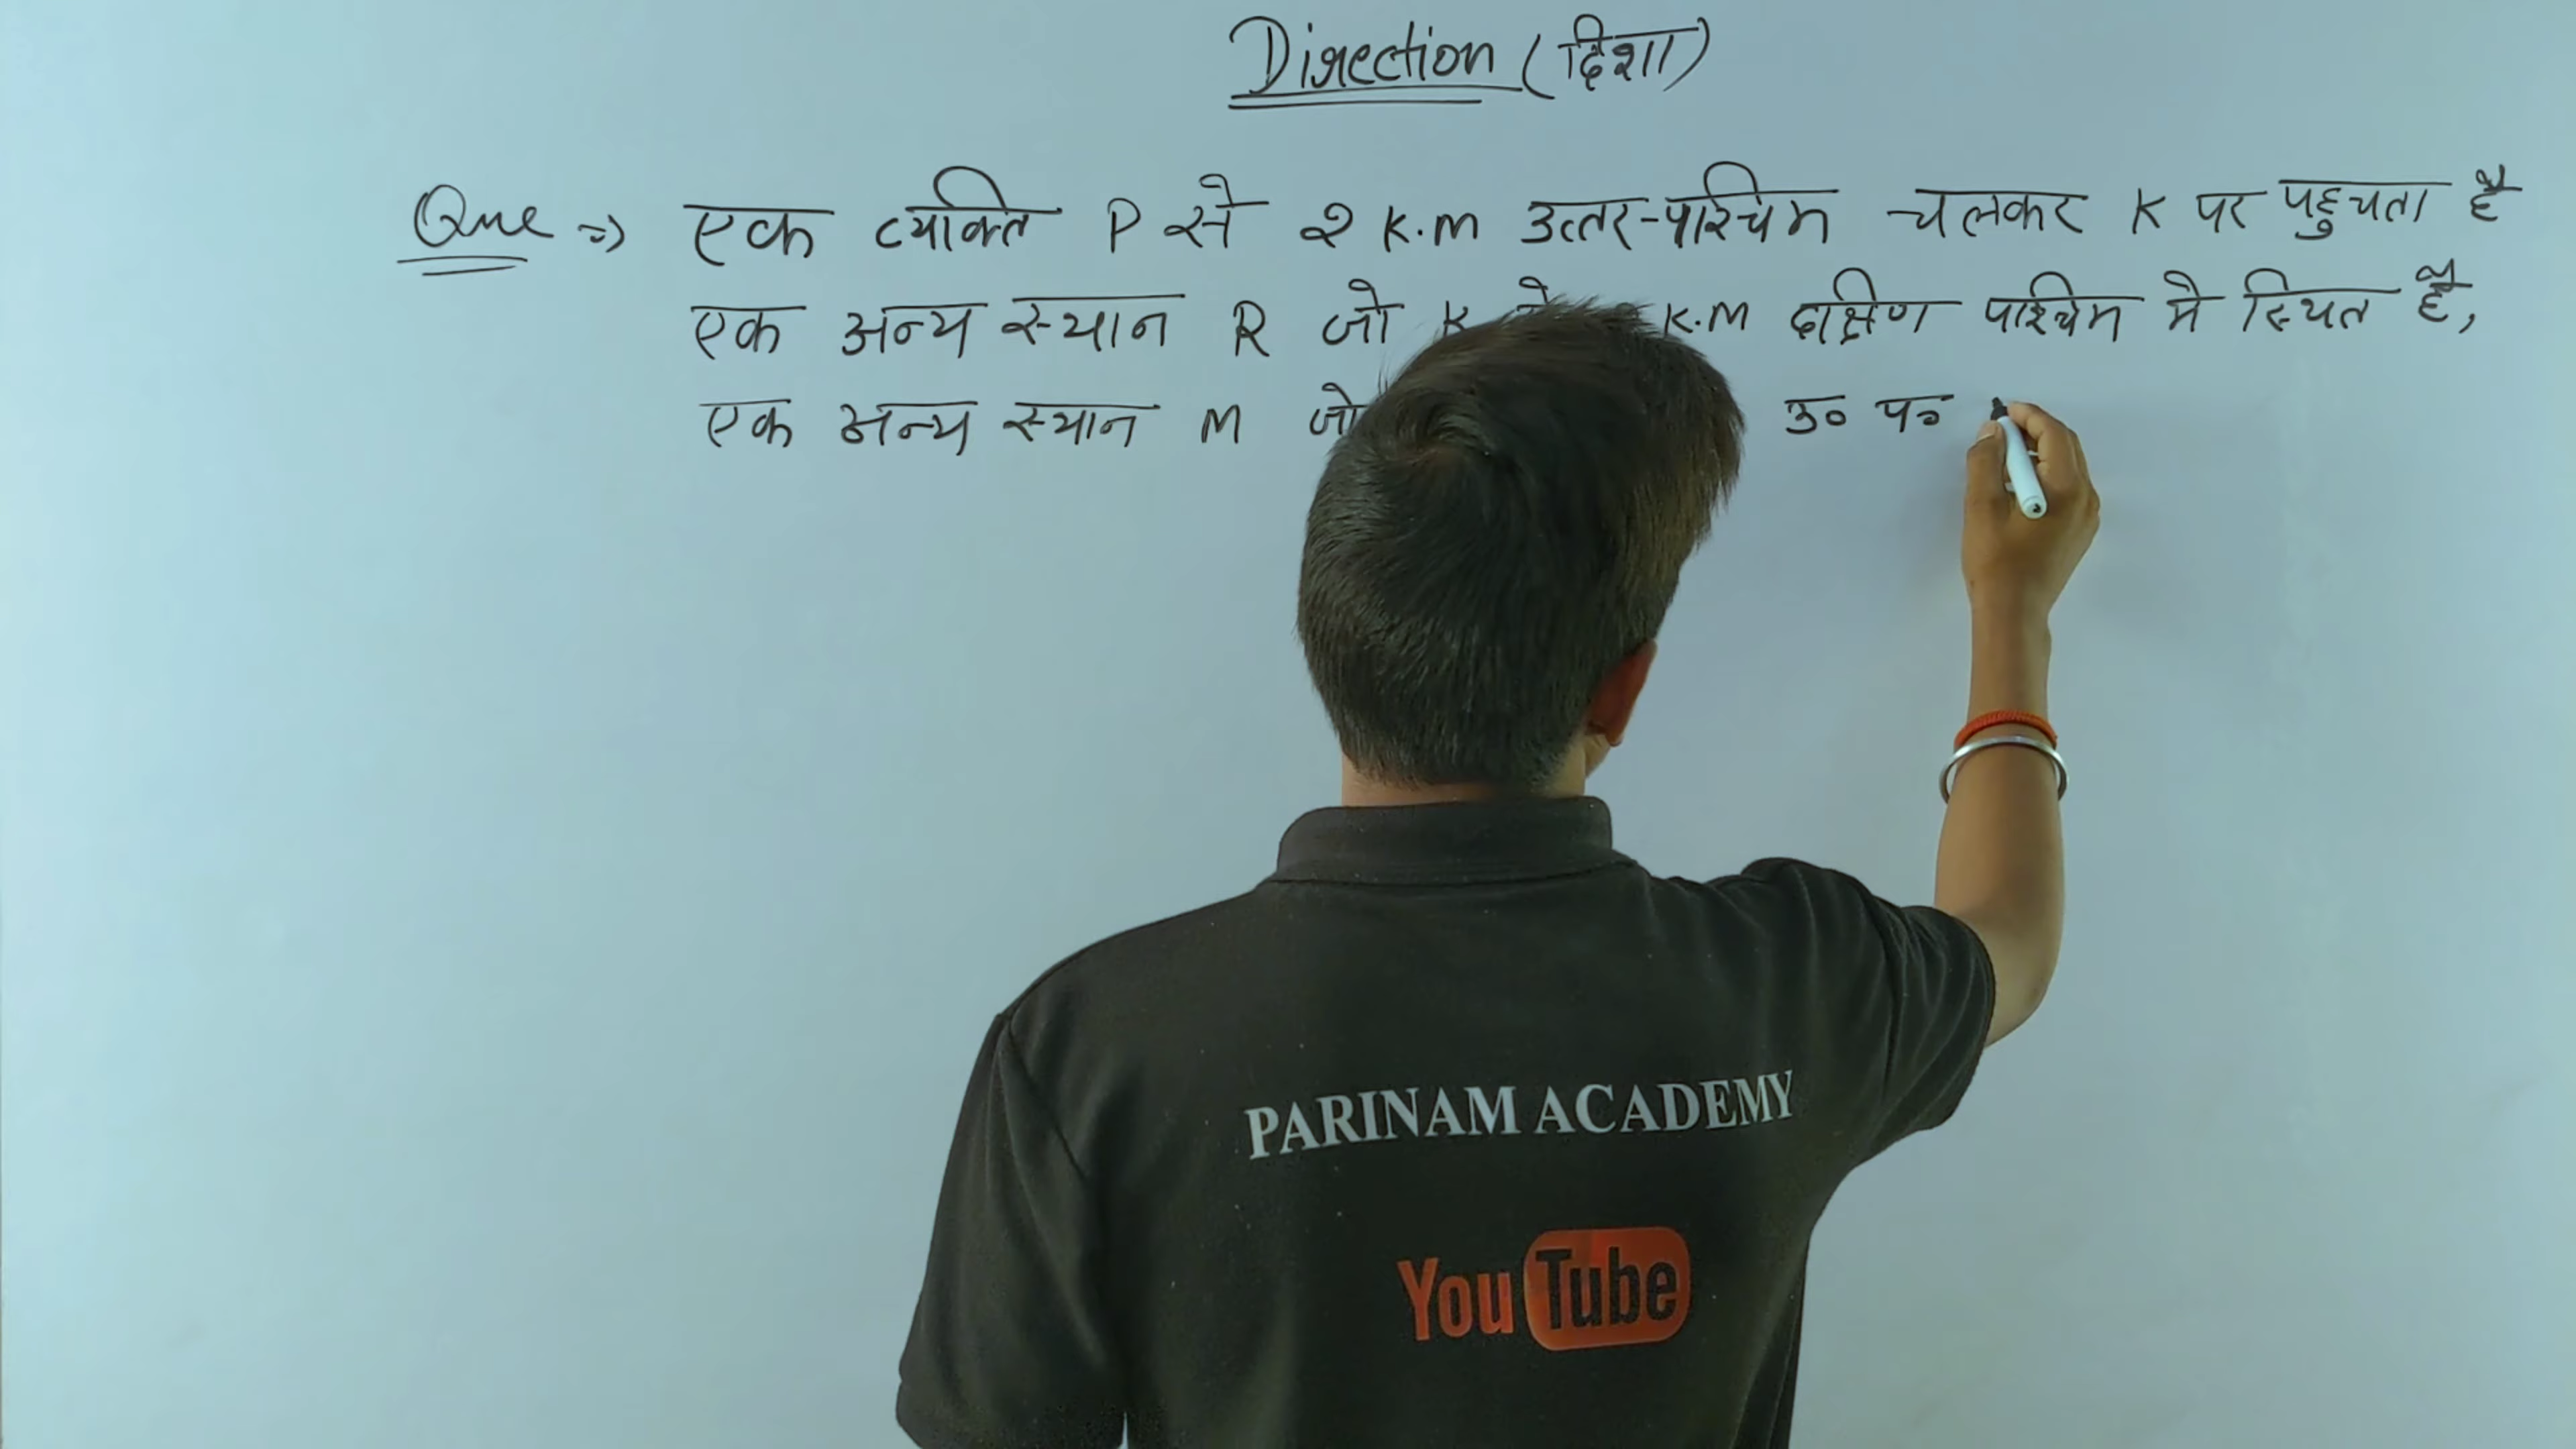 Direction (दिशा)
Que => एक व्यक्ति P से 2 K.M उत्तर-पश्चिम चलकर K पर पहुचता है
एक अन्य स्थान R जो K K.M दक्षिण पश्चिम मे स्थित है,
एक अन्य स्थान M जो उ० प०
PARINAM ACADEMY
YouTube